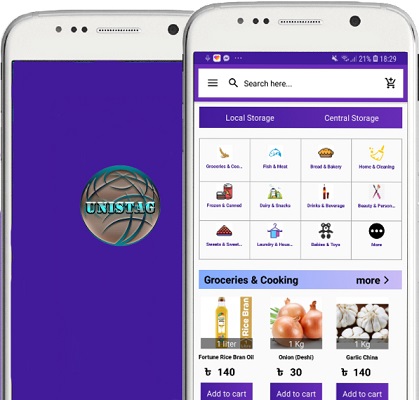 UNISTAG
21% 18:29
Search here...
Local Storage Central Storage
Groceries & Coo... Fish & Meat Bread & Bakery Home & Cleaning
Frozen & Canned Dairy & Snacks Drinks & Beverage Beauty & Person...
Sweets & Sweet... Laundry & House... Babies & Toys More
Groceries & Cooking more >
Rice Bran
1 liter 1 Kg 1 Kg
Fortune Rice Bran Oil Onion (Deshi) Garlic China
৳ 140 ৳ 30 ৳ 140
Add to cart Add to cart Add to cart